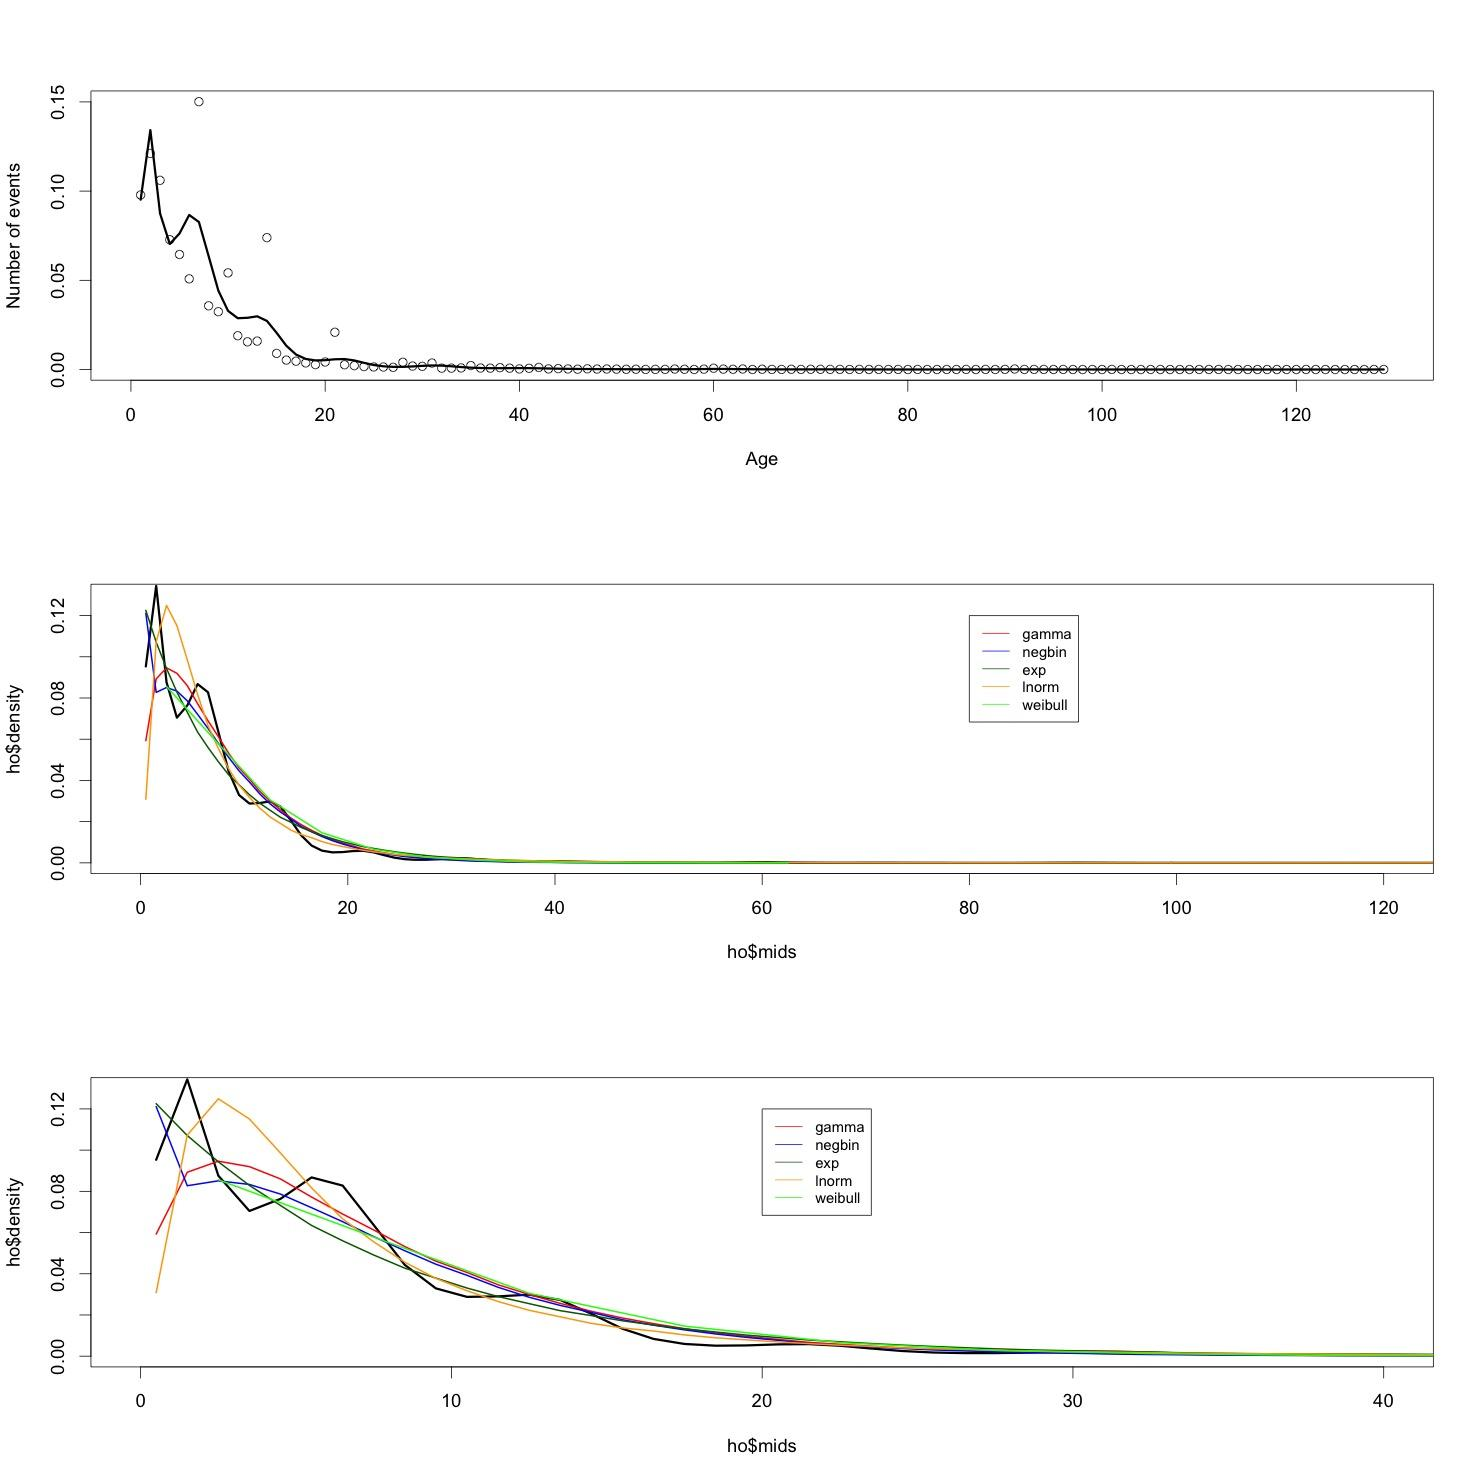 Number of events
0.15
0.10
0.05
0.00
0 20 40 60 80 100 120
Age
ho$density
0.12
0.08
0.04
0.00
gamma
negbin
exp
lnorm
weibull
0 20 40 60 80 100 120
ho$mids
ho$density
0.12
0.08
0.04
0.00
gamma
negbin
exp
lnorm
weibull
0 10 20 30 40
ho$mids